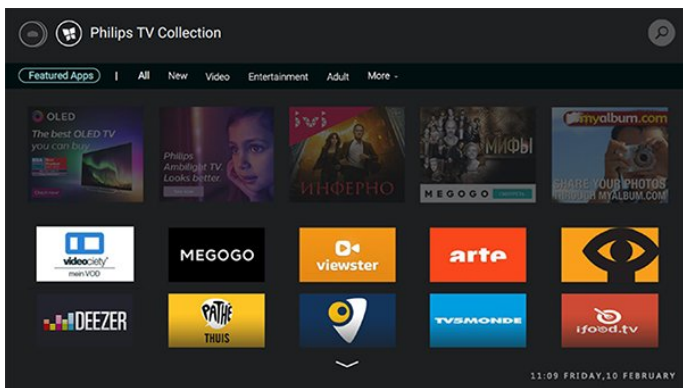 Philips TV Collection
Featured Apps | All New Video Entertainment Adult More
OLED
The best OLED TV
you can buy
Philips
Ambilight TV.
Looks better.
ivi
ИНФЕРНО
МИФЫ
MEGOGO
myalbum.com
SHARE YOUR PHOTOS
THROUGH MYALBUM.COM
videociety
mein VOD
MEGOGO
viewster
arte
DEEZER
PATHÉ
THUIS
TV5MONDE
ifood.tv
11:09 FRIDAY,10 FEBRUARY